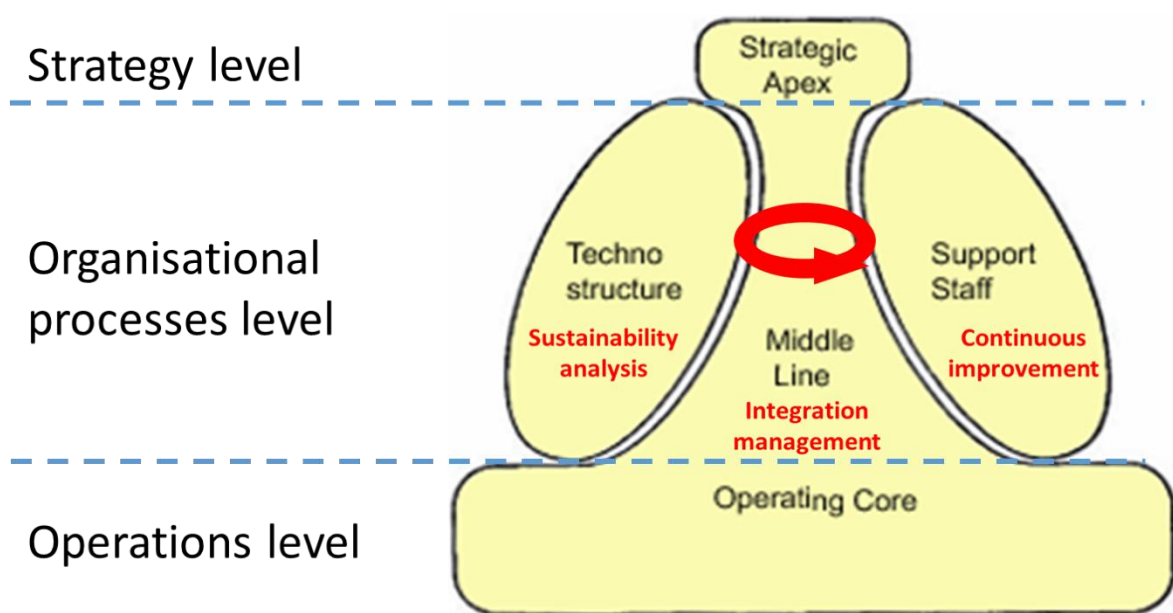 Strategy level
Strategic
Apex
Organisational
processes level
Techno
structure
Sustainability
analysis
Middle
Line
Integration
management
Support
Staff
Continuous
improvement
Operations level
Operating Core